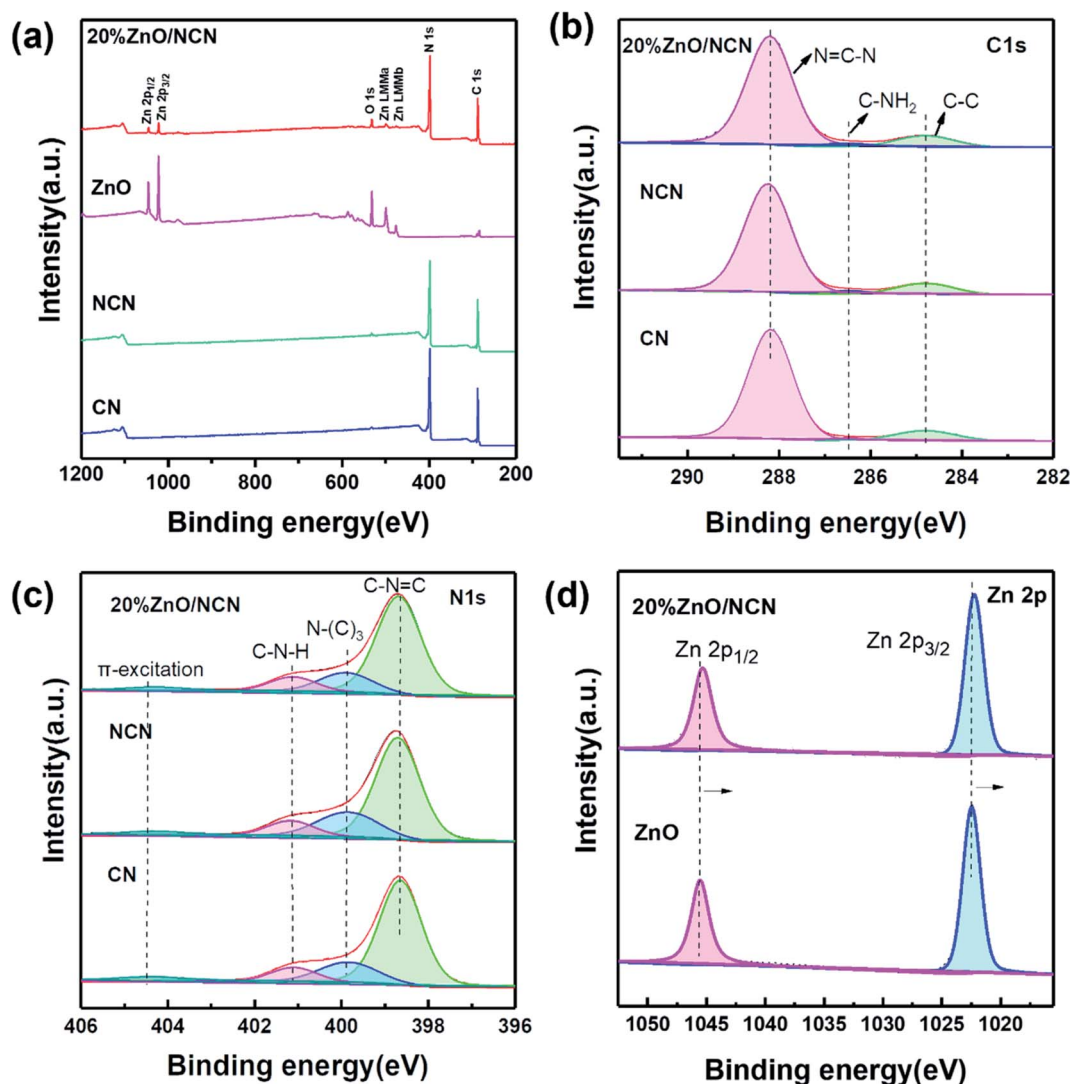 (a)
20%ZnO/NCN
Zn 2p1/2
Zn 2p3/2
O 1s
Zn LMMa
Zn LMMb
N 1s
C 1s
ZnO
NCN
CN
Intensity(a.u.)
1200 1000 800 600 400 200
Binding energy(eV)
(b)
20%ZnO/NCN
C1s
N=C-N
C-NH2
C-C
NCN
CN
Intensity(a.u.)
290 288 286 284 282
Binding energy(eV)
(c)
20%ZnO/NCN
C-N=C
N1s
N-(C)3
C-N-H
π-excitation
NCN
CN
Intensity(a.u.)
406 404 402 400 398 396
Binding energy(eV)
(d)
20%ZnO/NCN
Zn 2p
Zn 2p1/2
Zn 2p3/2
ZnO
Intensity(a.u.)
1050 1045 1040 1035 1030 1025 1020
Binding energy(eV)